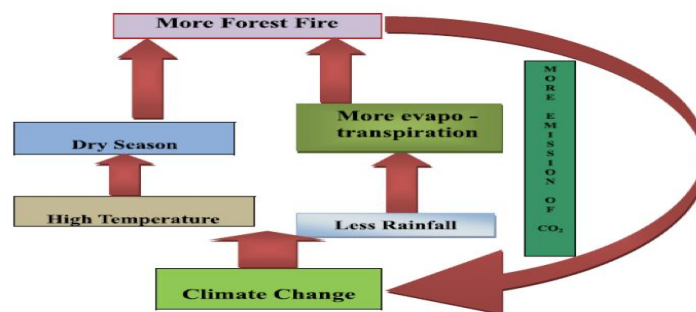 More Forest Fire
More evapo -
transpiration
Dry Season
High Temperature
Less Rainfall
Climate Change
MORE EMISSION OF CO₂